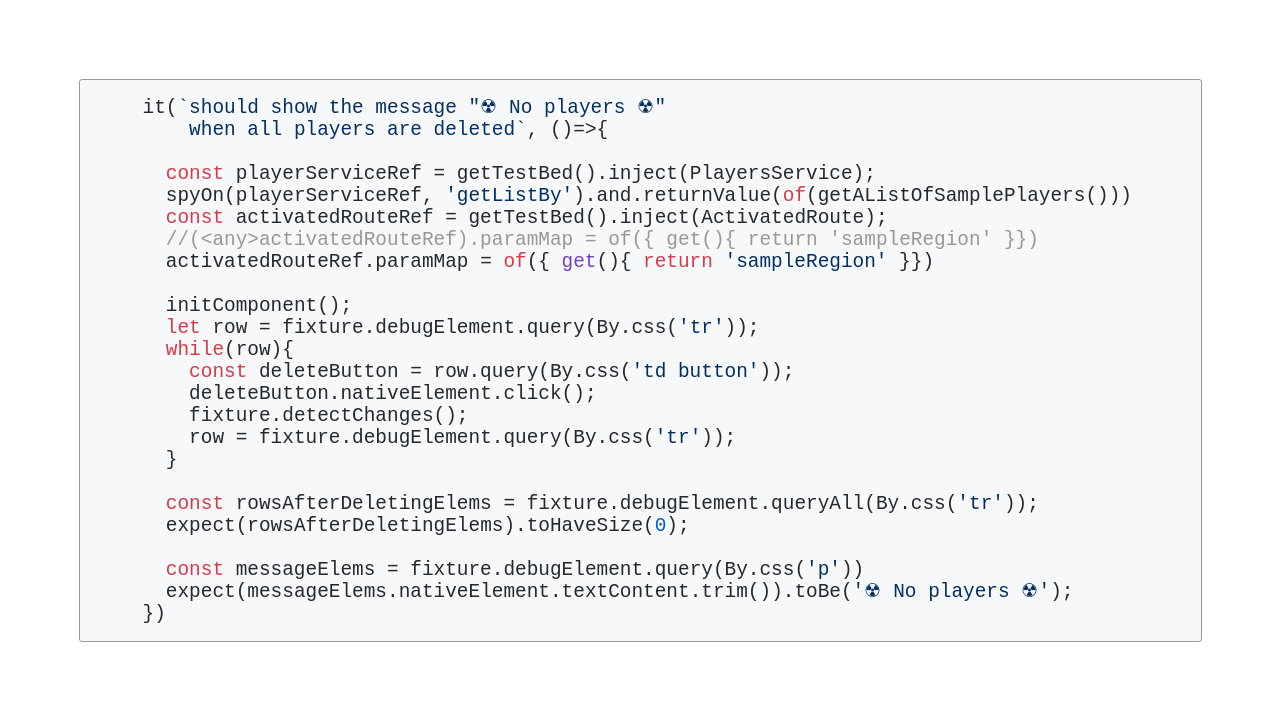 it(`should show the message "☢ No players ☢"
when all players are deleted`, ()=>{
const playerServiceRef = getTestBed().inject(PlayersService);
spyOn(playerServiceRef, 'getListBy').and.returnValue(of(getAListOfSamplePlayers()))
const activatedRouteRef = getTestBed().inject(ActivatedRoute);
//(<any>activatedRouteRef).paramMap = of({ get(){ return 'sampleRegion' }})
activatedRouteRef.paramMap = of({ get(){ return 'sampleRegion' }})
initComponent();
let row = fixture.debugElement.query(By.css('tr'));
while(row){
const deleteButton = row.query(By.css('td button'));
deleteButton.nativeElement.click();
fixture.detectChanges();
row = fixture.debugElement.query(By.css('tr'));
}
const rowsAfterDeletingElems = fixture.debugElement.queryAll(By.css('tr'));
expect(rowsAfterDeletingElems).toHaveSize(0);
const messageElems = fixture.debugElement.query(By.css('p'))
expect(messageElems.nativeElement.textContent.trim()).toBe('☢ No players ☢');
})